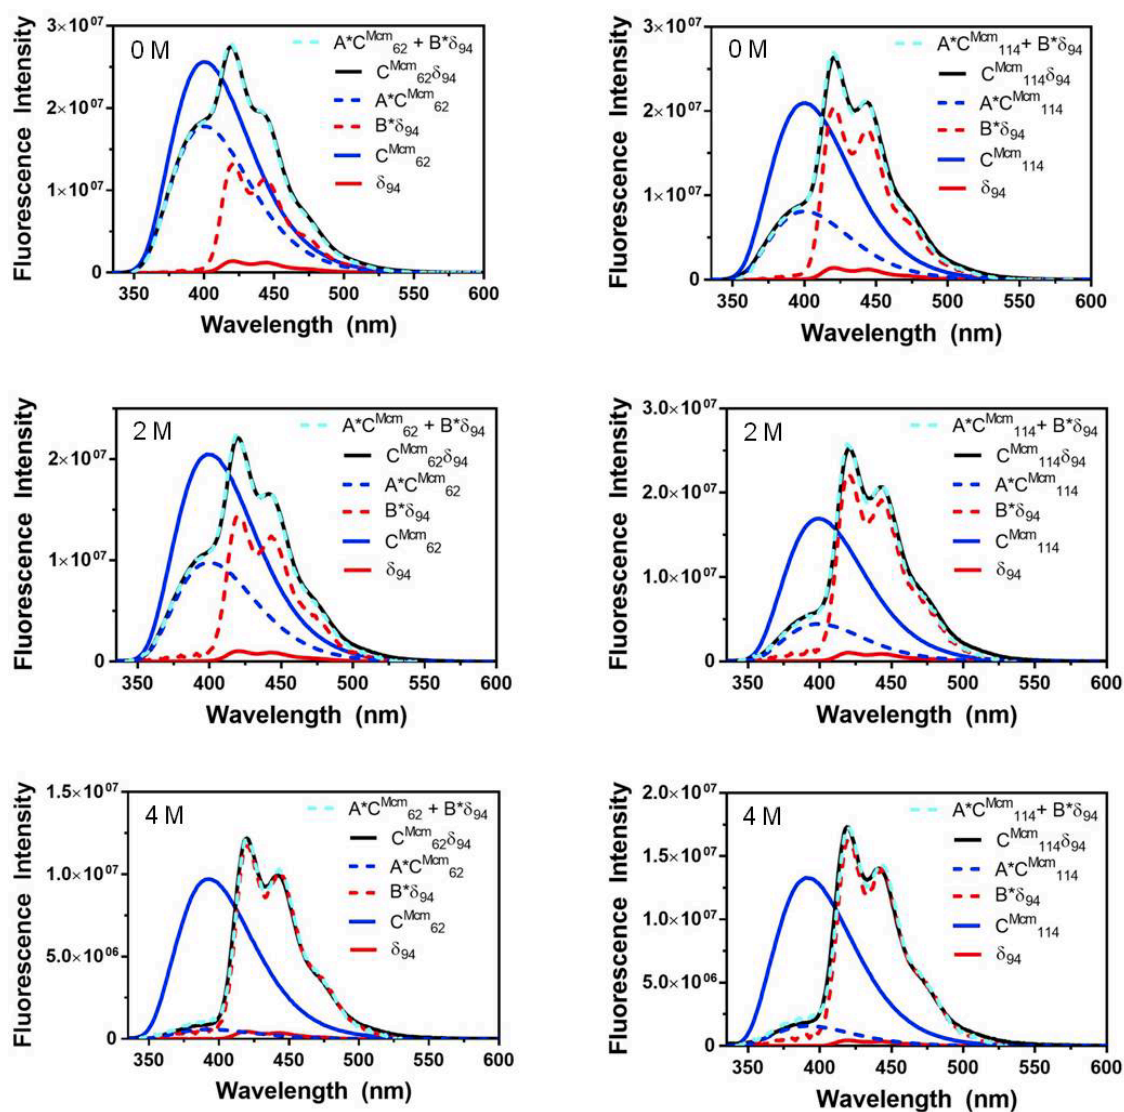 0 M
A*C^Mcm_62 + B*δ_94
C^Mcm_62δ_94
A*C^Mcm_62
B*δ_94
C^Mcm_62
δ_94
Fluorescence Intensity
3×10^07
2×10^07
1×10^07
0
350 400 450 500 550 600
Wavelength (nm)
0 M
A*C^Mcm_114 + B*δ_94
C^Mcm_114δ_94
A*C^Mcm_114
B*δ_94
C^Mcm_114
δ_94
Fluorescence Intensity
3×10^07
2×10^07
1×10^07
0
350 400 450 500 550 600
Wavelength (nm)
2 M
A*C^Mcm_62 + B*δ_94
C^Mcm_62δ_94
A*C^Mcm_62
B*δ_94
C^Mcm_62
δ_94
Fluorescence Intensity
2×10^07
1×10^07
0
350 400 450 500 550 600
Wavelength (nm)
2 M
A*C^Mcm_114 + B*δ_94
C^Mcm_114δ_94
A*C^Mcm_114
B*δ_94
C^Mcm_114
δ_94
Fluorescence Intensity
3.0×10^07
2.0×10^07
1.0×10^07
0
350 400 450 500 550 600
Wavelength (nm)
4 M
A*C^Mcm_62 + B*δ_94
C^Mcm_62δ_94
A*C^Mcm_62
B*δ_94
C^Mcm_62
δ_94
Fluorescence Intensity
1.5×10^07
1.0×10^07
5.0×10^06
0
350 400 450 500 550 600
Wavelength (nm)
4 M
A*C^Mcm_114 + B*δ_94
C^Mcm_114δ_94
A*C^Mcm_114
B*δ_94
C^Mcm_114
δ_94
Fluorescence Intensity
2.0×10^07
1.5×10^07
1.0×10^07
5.0×10^06
0
350 400 450 500 550 600
Wavelength (nm)